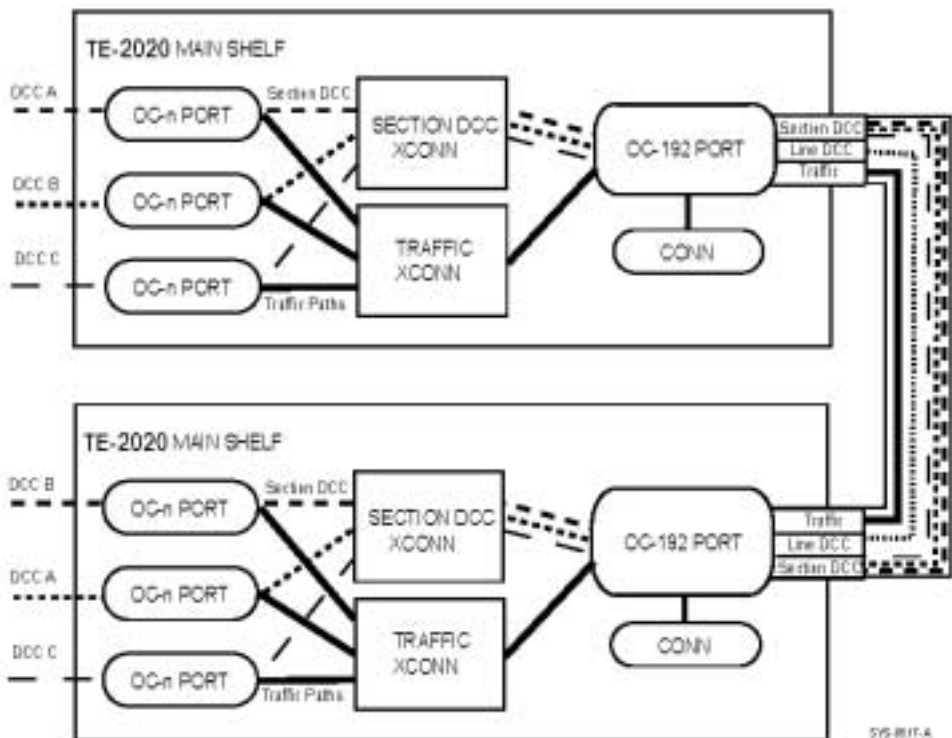 TE-2020 MAIN SHELF
DCC A
OC-n PORT
Section DCC
SECTION DCC
XCONN
OC-192 PORT
Section DCC
Line DCC
Traffic
DCC B
OC-n PORT
TRAFFIC
XCONN
CONN
DCC C
OC-n PORT
Traffic Paths
TE-2020 MAIN SHELF
DCC B
OC-n PORT
Section DCC
SECTION DCC
XCONN
OC-192 PORT
Traffic
Line DCC
Section DCC
DCC A
OC-n PORT
TRAFFIC
XCONN
CONN
DCC C
OC-n PORT
Traffic Paths